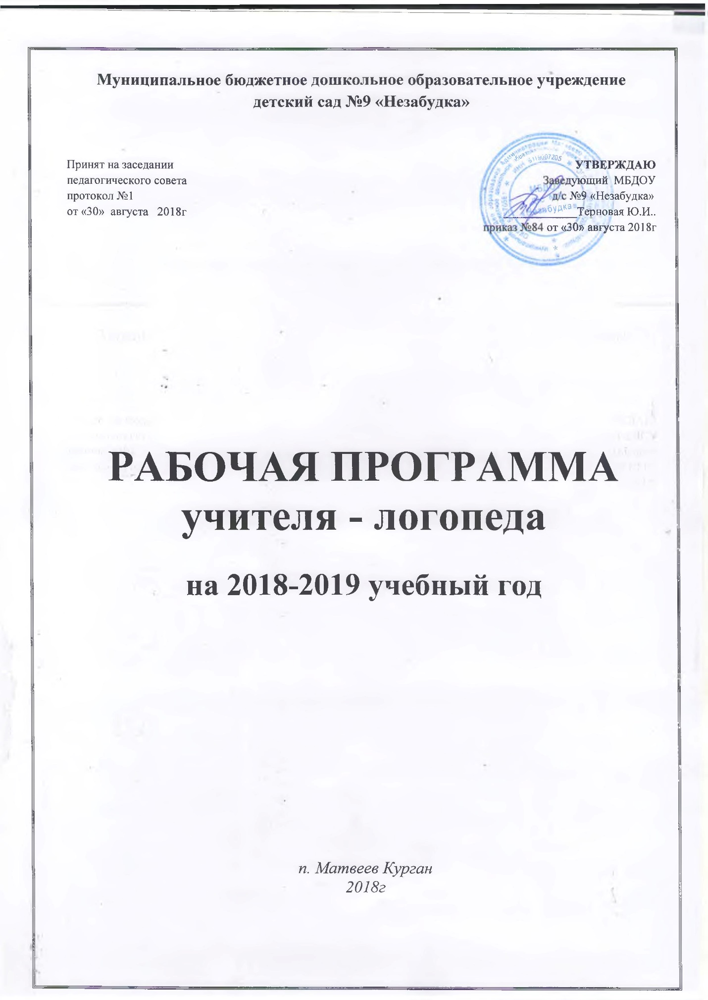 Муниципальное бюджетное дошкольное образовательное учреждение
детский сад №9 «Незабудка»
Принят на заседании
педагогического совета
протокол №1
от «30» августа 2018г
УТВЕРЖДАЮ
Заведующий МБДОУ
д/с №9 «Незабудка»
____________Терновая Ю.И..
приказ №84 от «30» августа 2018г
РАБОЧАЯ ПРОГРАММА
учителя - логопеда
на 2018-2019 учебный год
п. Матвеев Курган
2018г